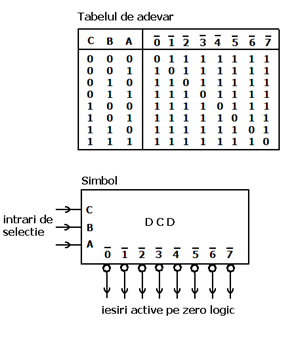 Tabelul de adevar
C B A 0̅ 1̅ 2̅ 3̅ 4̅ 5̅ 6̅ 7̅
0 0 0 0 1 1 1 1 1 1 1
0 0 1 1 0 1 1 1 1 1 1
0 1 0 1 1 0 1 1 1 1 1
0 1 1 1 1 1 0 1 1 1 1
1 0 0 1 1 1 1 0 1 1 1
1 0 1 1 1 1 1 1 0 1 1
1 1 0 1 1 1 1 1 1 0 1
1 1 1 1 1 1 1 1 1 1 0
Simbol
intrari de
selectie
C
B
A
DCD
0̅ 1̅ 2̅ 3̅ 4̅ 5̅ 6̅ 7̅
iesiri active pe zero logic